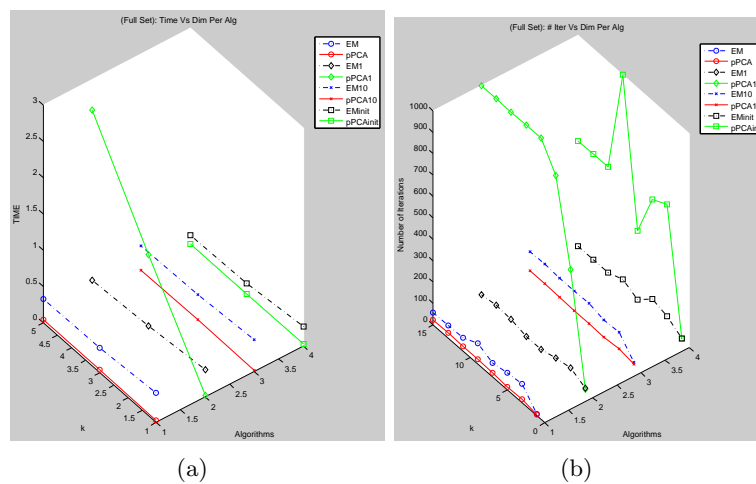 (Full Set): Time Vs Dim Per Alg
EM
pPCA
EM1
pPCA1
EM10
pPCA10
EMinit
pPCAinit
TIME
3
2.5
2
1.5
1
0.5
0
5
4.5
4
3.5
3
2.5
2
1.5
1
k
1
1.5
2
2.5
3
3.5
4
Algorithms
(a)
(Full Set): # Iter Vs Dim Per Alg
EM
pPCA
EM1
pPCA1
EM10
pPCA1
EMinit
pPCAin
Number of Iterations
1000
900
800
700
600
500
400
300
200
100
0
15
10
5
0
k
1
1.5
2
2.5
3
3.5
4
Algorithms
(b)